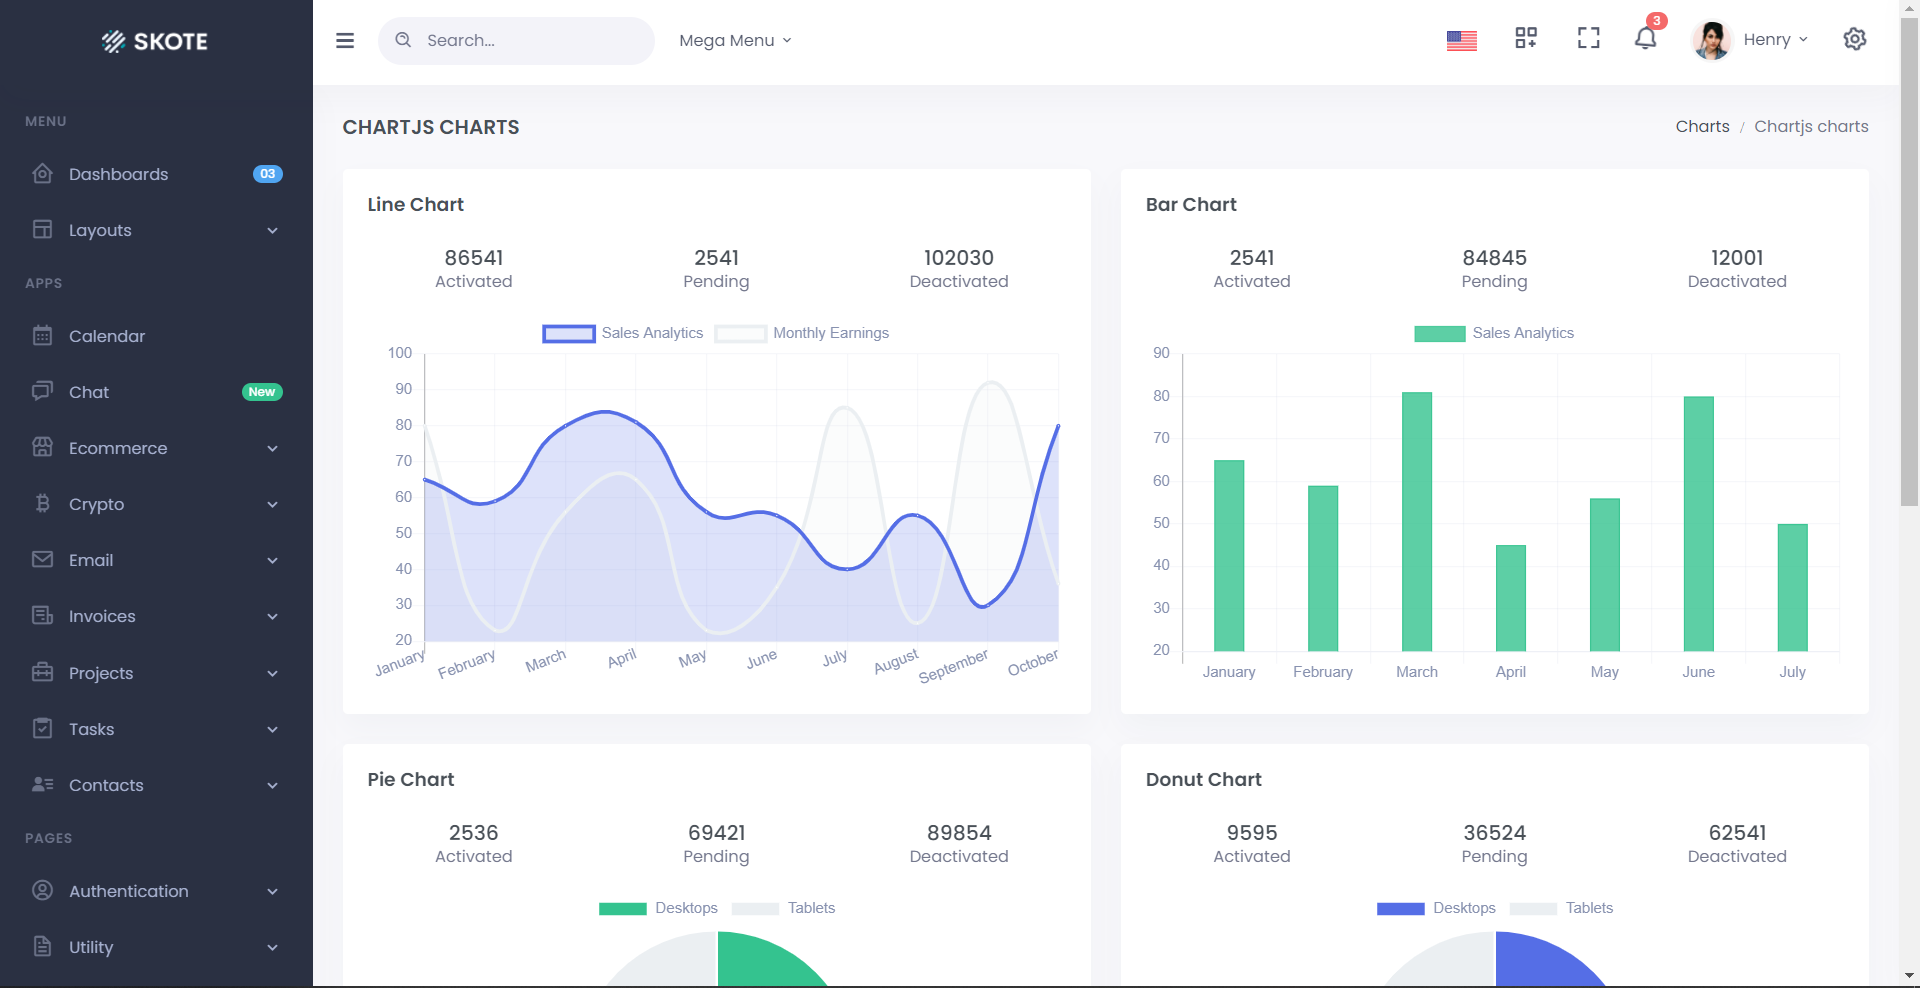 SKOTE
Search...
Mega Menu
3
Henry
MENU
Dashboards 03
Layouts
APPS
Calendar
Chat New
Ecommerce
Crypto
Email
Invoices
Projects
Tasks
Contacts
PAGES
Authentication
Utility
CHARTJS CHARTS
Charts / Chartjs charts
Line Chart
86541 2541 102030
Activated Pending Deactivated
Sales Analytics Monthly Earnings
100
90
80
70
60
50
40
30
20
January February March April May June July August September October
Bar Chart
2541 84845 12001
Activated Pending Deactivated
Sales Analytics
90
80
70
60
50
40
30
20
January February March April May June July
Pie Chart
2536 69421 89854
Activated Pending Deactivated
Desktops Tablets
Donut Chart
9595 36524 62541
Activated Pending Deactivated
Desktops Tablets